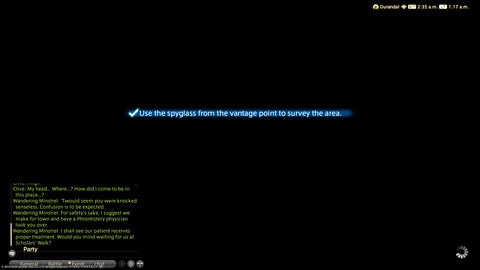 Durandal ET 2:35 a.m. LT 1:17 a.m.
Use the spyglass from the vantage point to survey the area.
Clive: My head... Where...? How did I come to be in
this place...?
Wandering Minstrel: 'Twould seem you were knocked
senseless. Confusion is to be expected.
Wandering Minstrel: For safety's sake, I suggest we
make for town and have a Phrontistery physician
look you over.
Wandering Minstrel: I shall see our patient receives
proper treatment. Would you mind waiting for us at
Scholars' Walk?
Party
General Battle Event chat